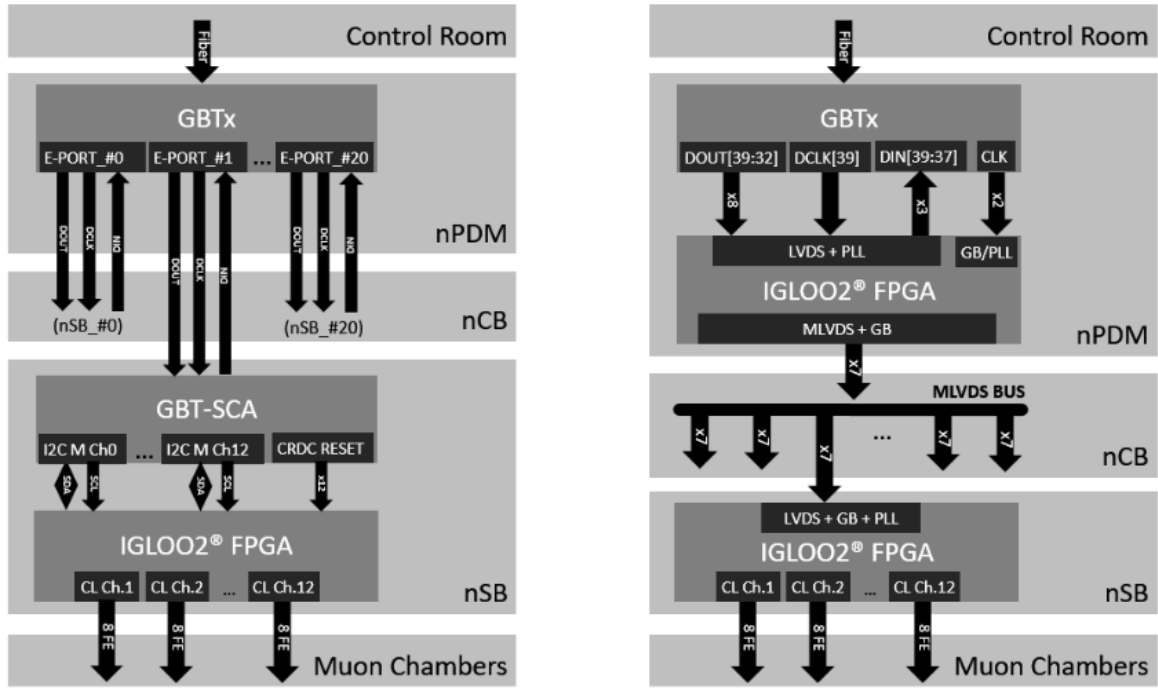 Control Room
Fiber
GBTx
E-PORT_#0
E-PORT_#1
...
E-PORT_#20
DOUT
DCLK
DIN
DOUT
DCLK
DIN
DOUT
DCLK
DIN
nPDM
(nSB_#0)
(nSB_#20)
nCB
GBT-SCA
I2C M Ch0
...
I2C M Ch12
CRDC RESET
SDA
SCL
SDA
SCL
x12
IGLOO2® FPGA
CL Ch.1
CL Ch.2
...
CL Ch.12
nSB
8 FE
8 FE
8 FE
Muon Chambers
Control Room
Fiber
GBTx
DOUT[39:32]
DCLK[39]
DIN[39:37]
CLK
x8
x3
x2
LVDS + PLL
GB/PLL
IGLOO2® FPGA
MLVDS + GB
nPDM
x7
MLVDS BUS
x7
x7
x7
...
x7
x7
nCB
LVDS + GB + PLL
IGLOO2® FPGA
CL Ch.1
CL Ch.2
...
CL Ch.12
nSB
8 FE
8 FE
8 FE
Muon Chambers